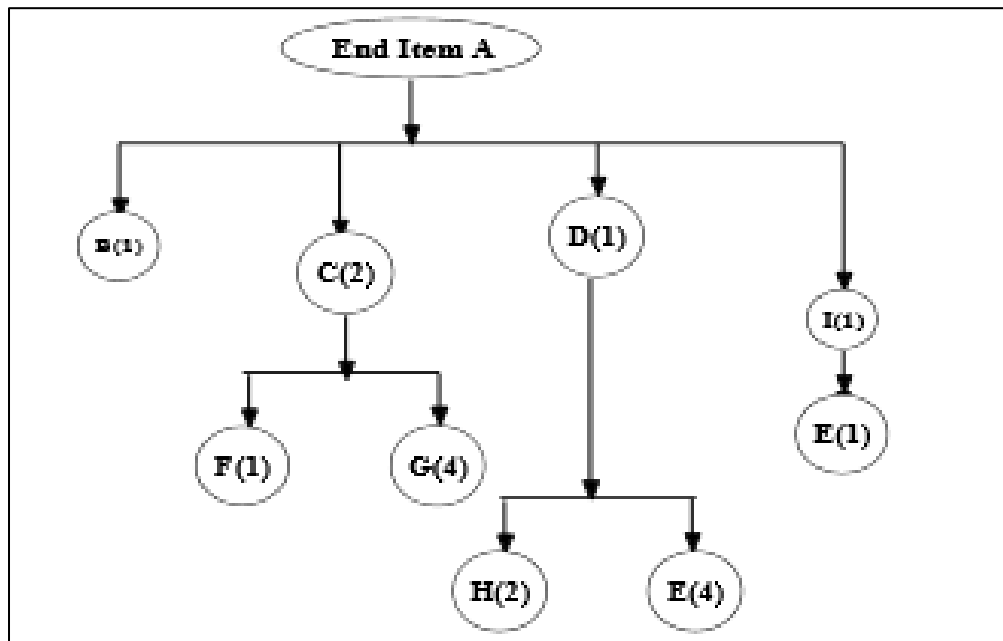 End Item A
B(1)
C(2)
D(1)
I(1)
F(1)
G(4)
E(1)
H(2)
E(4)